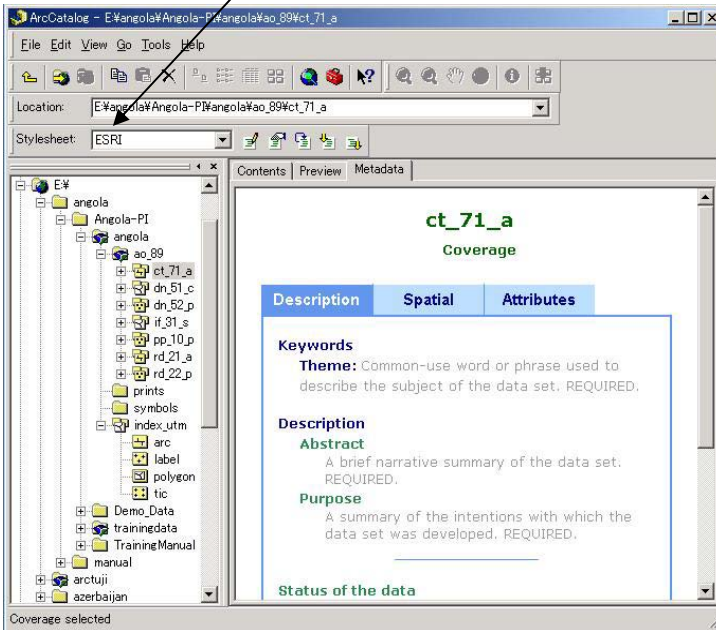 ArcCatalog - E:¥angola¥Angola-PI¥angola¥ao_89¥ct_71_a
File Edit View Go Tools Help
Location: E:¥angola¥Angola-PI¥angola¥ao_89¥ct_71_a
Stylesheet: ESRI
Contents Preview Metadata
E:¥
angola
Angola-PI
angola
ao_89
ct_71_a
dn_51_c
dn_52_p
if_31_s
pp_10_p
rd_21_a
rd_22_p
prints
symbols
index_utm
arc
label
polygon
tic
Demo_Data
trainingdata
TrainingManual
manual
arctuji
azerbaijan
ct_71_a
Coverage
Description Spatial Attributes
Keywords
Theme: Common-use word or phrase used to
describe the subject of the data set. REQUIRED.
Description
Abstract
A brief narrative summary of the data set.
REQUIRED.
Purpose
A summary of the intentions with which the
data set was developed. REQUIRED.
Status of the data
Coverage selected